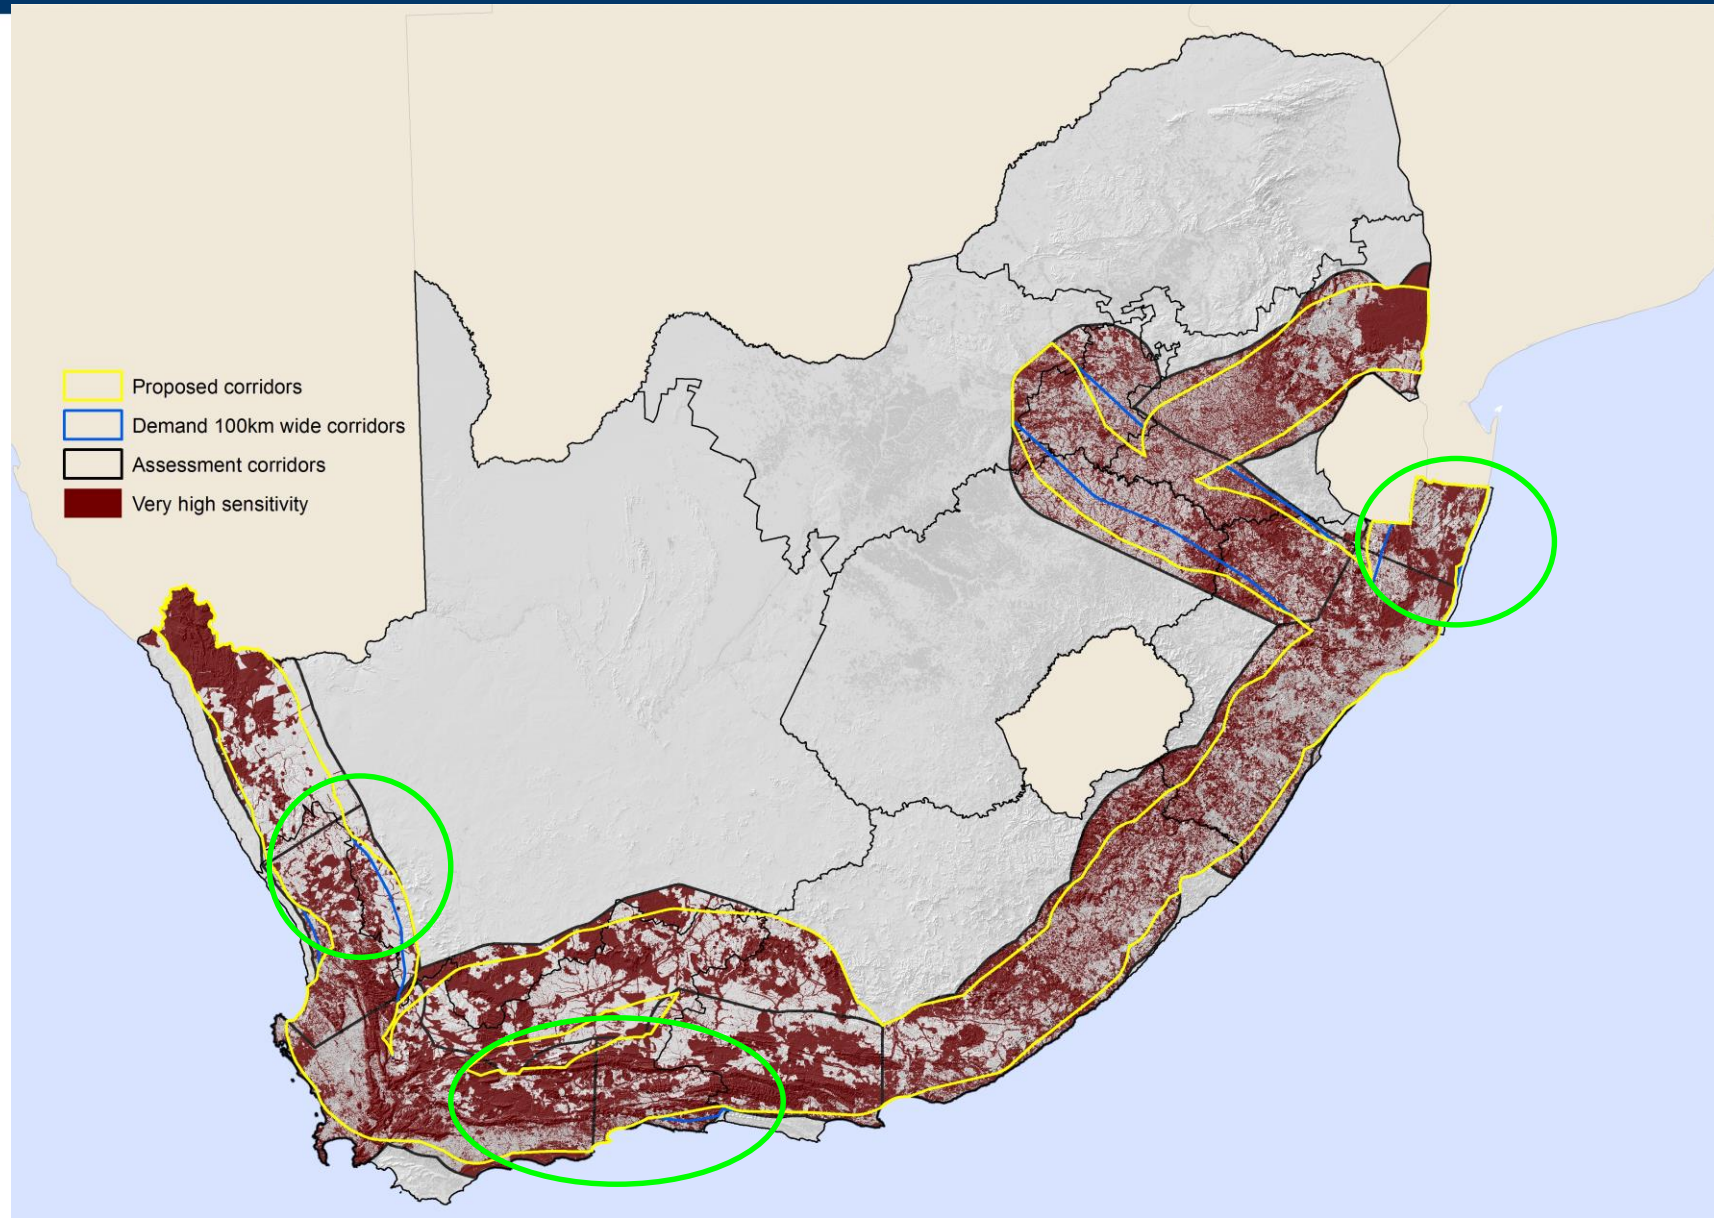 Proposed corridors
Demand 100km wide corridors
Assessment corridors
Very high sensitivity